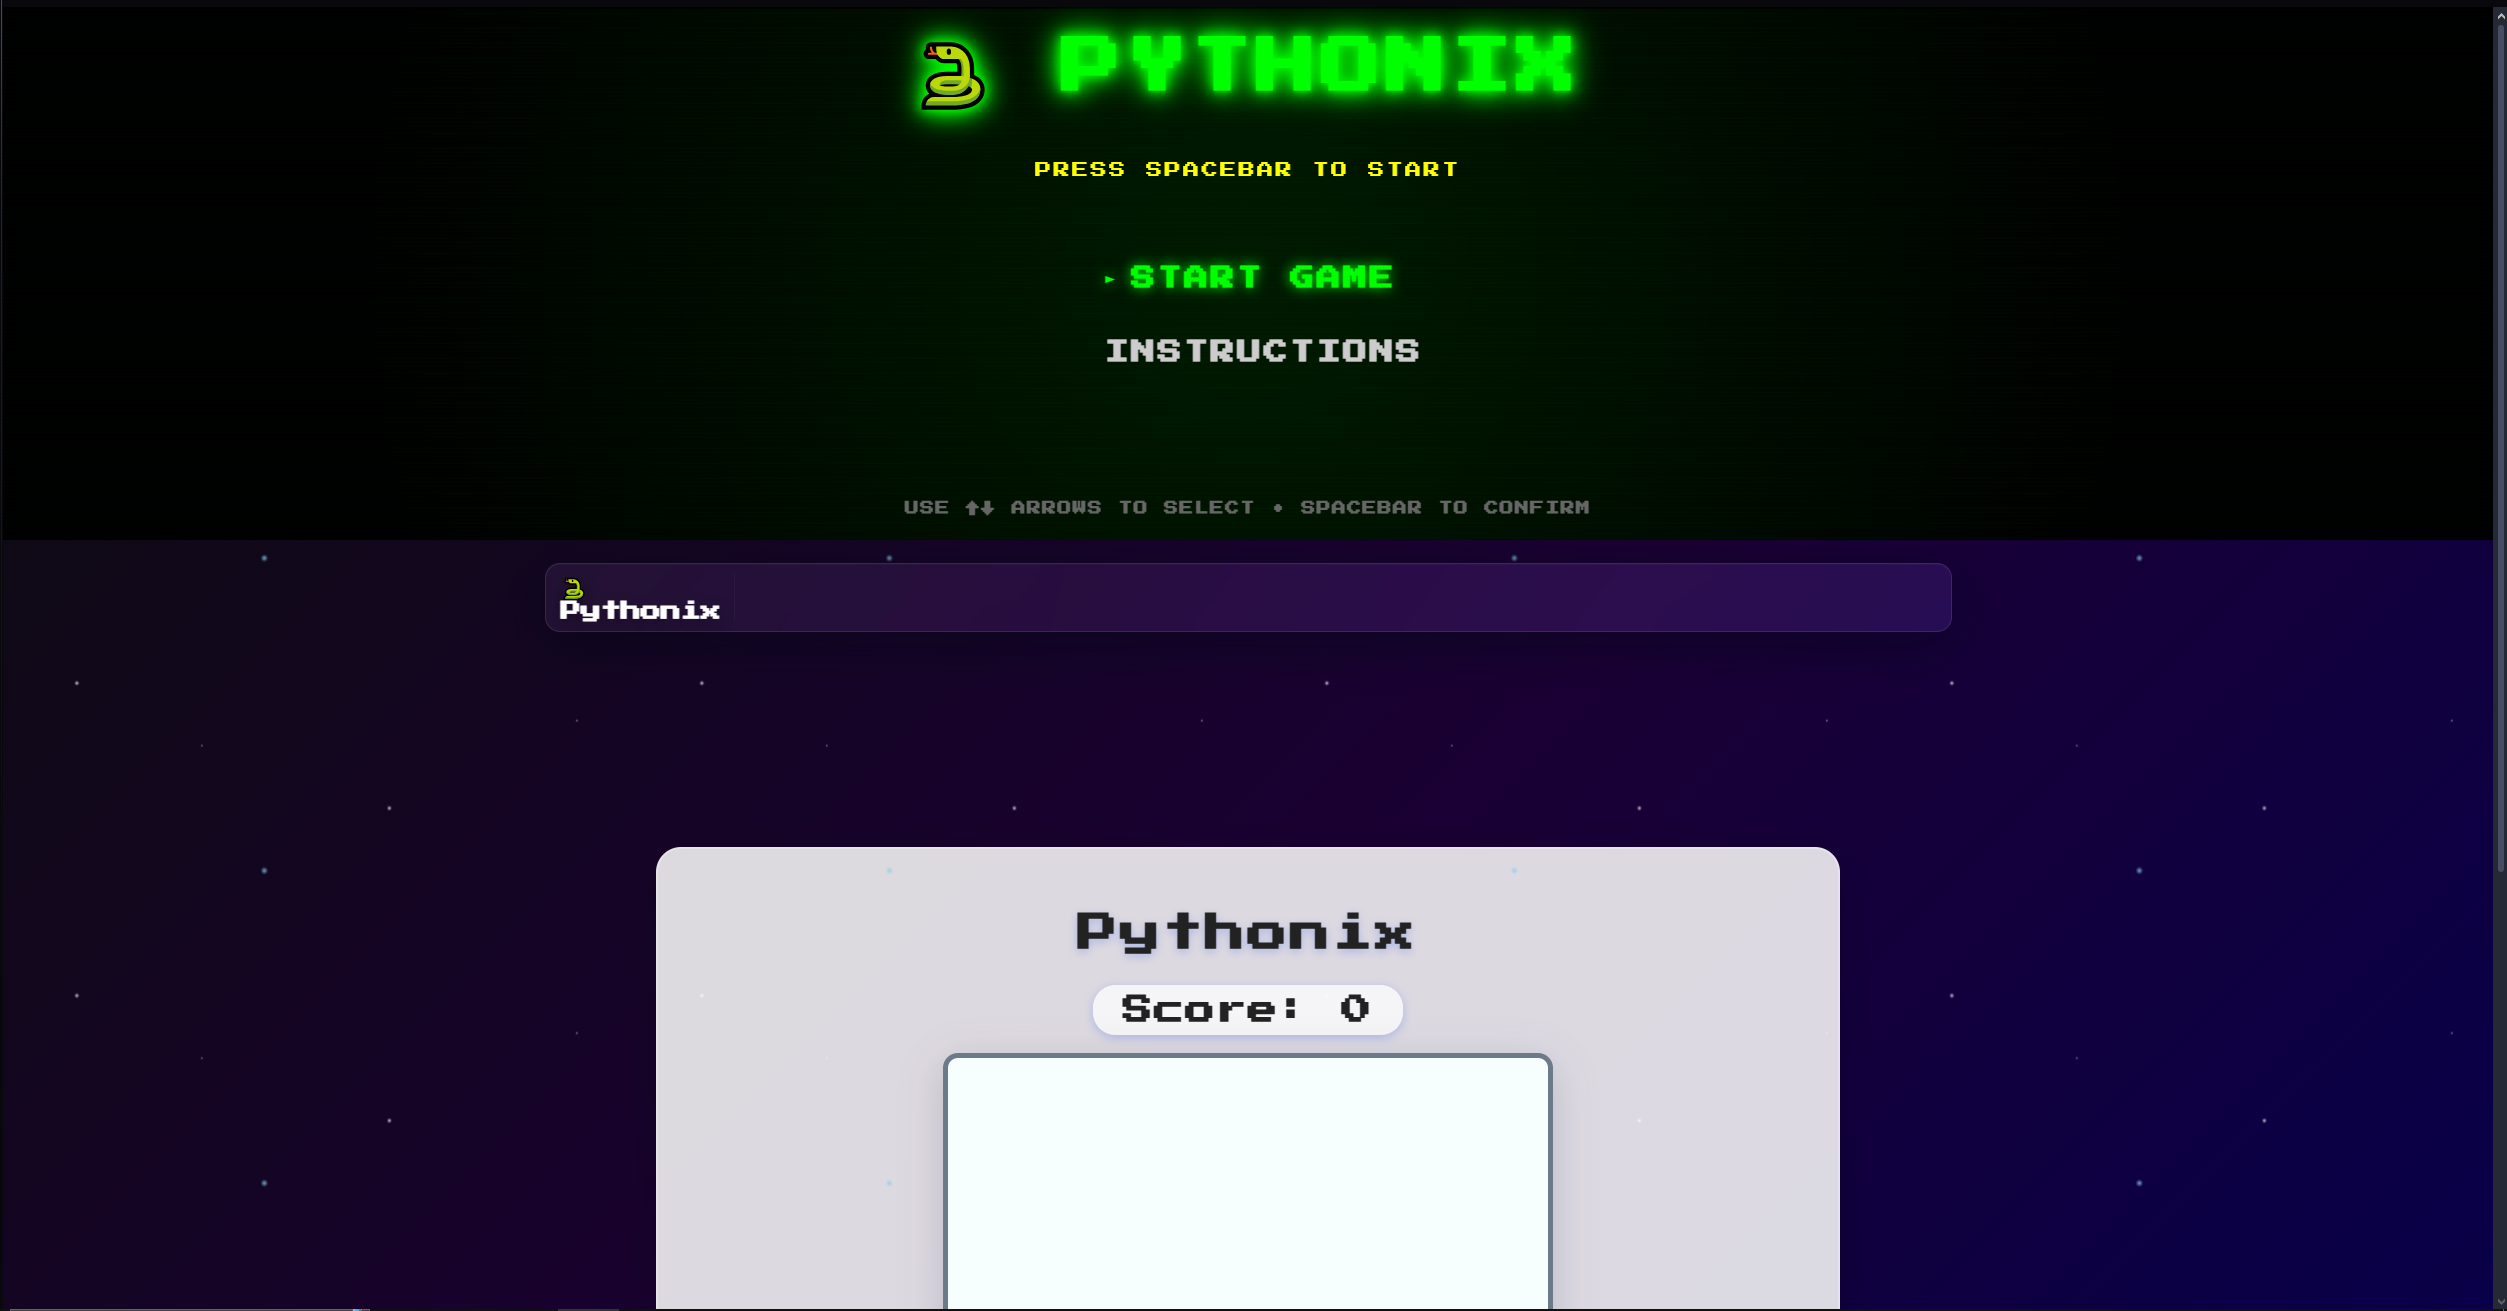 PYTHONIX
PRESS SPACEBAR TO START
► START GAME
INSTRUCTIONS
USE ⬆⬇ ARROWS TO SELECT • SPACEBAR TO CONFIRM
Pythonix
Pythonix
Score: 0